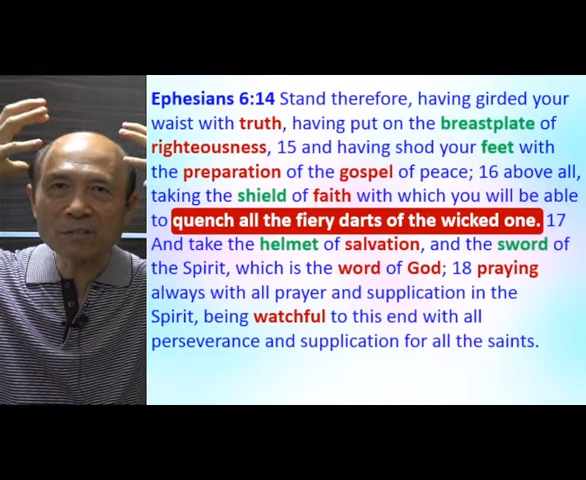 Ephesians 6:14 Stand therefore, having girded your
waist with truth, having put on the breastplate of
righteousness, 15 and having shod your feet with
the preparation of the gospel of peace; 16 above all,
taking the shield of faith with which you will be able
to quench all the fiery darts of the wicked one. 17
And take the helmet of salvation, and the sword of
the Spirit, which is the word of God; 18 praying
always with all prayer and supplication in the
Spirit, being watchful to this end with all
perseverance and supplication for all the saints.